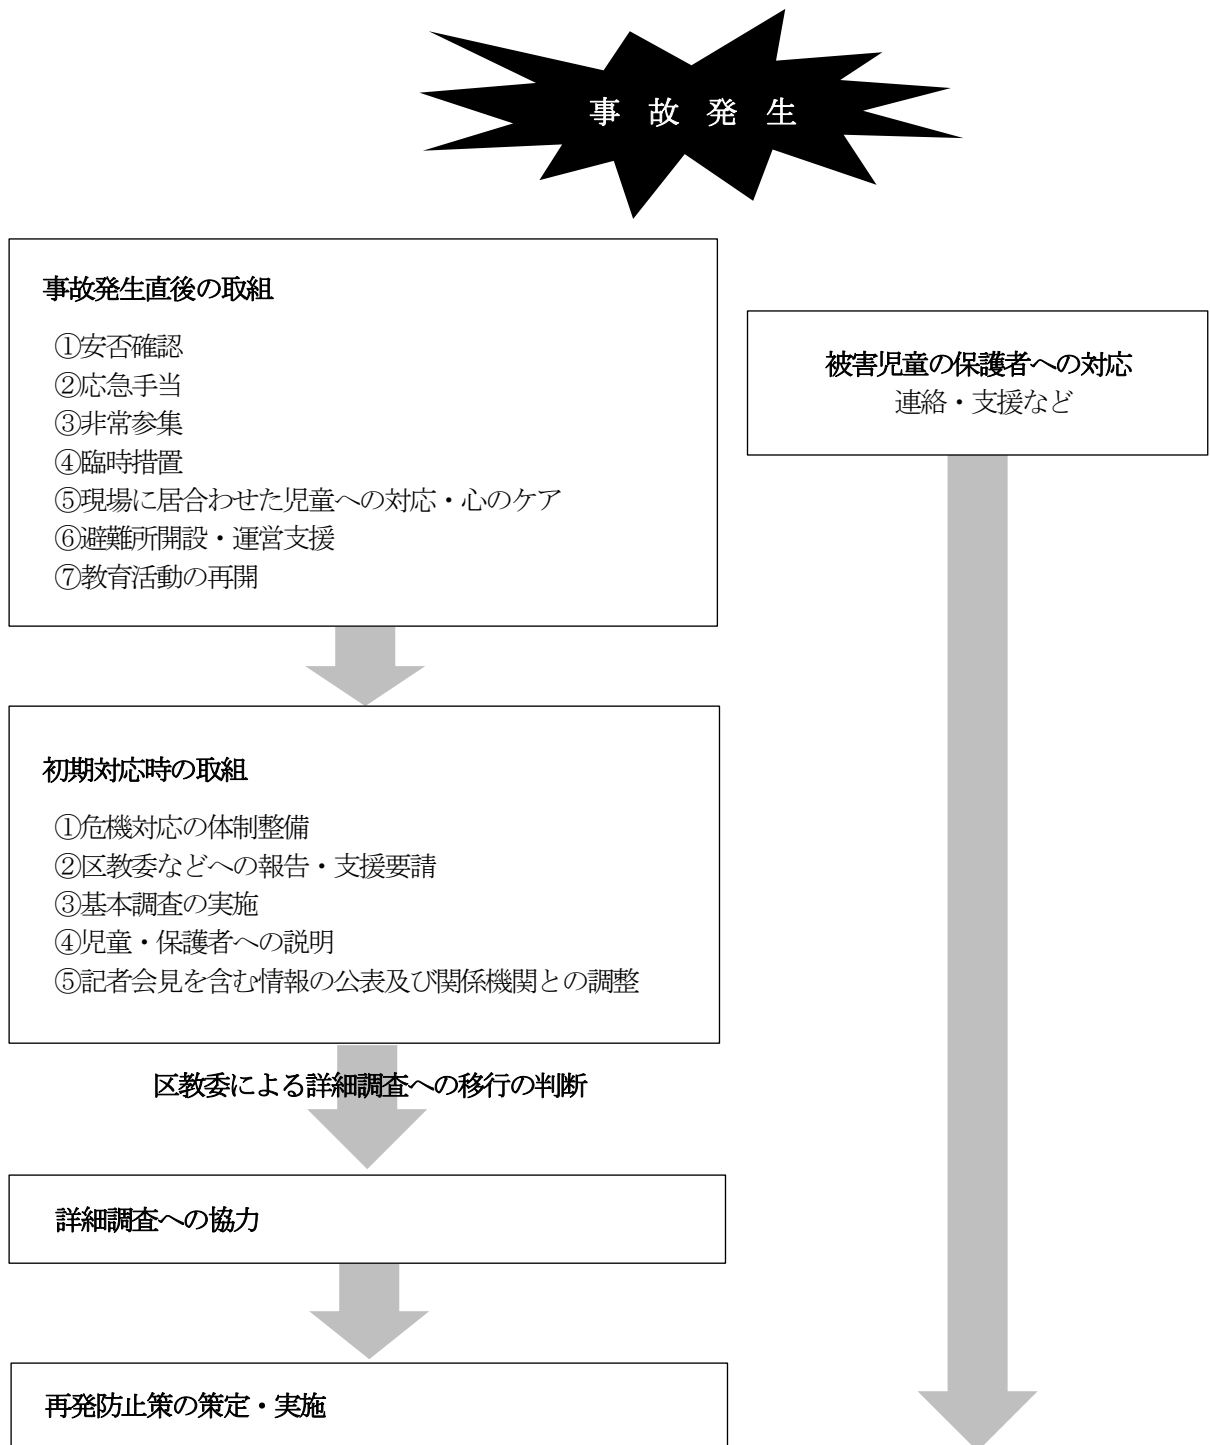 事故発生
事故発生直後の取組
①安否確認
②応急手当
③非常参集
④臨時措置
⑤現場に居合わせた児童への対応・心のケア
⑥避難所開設・運営支援
⑦教育活動の再開
被害児童の保護者への対応
連絡・支援など
初期対応時の取組
①危機対応の体制整備
②区教委などへの報告・支援要請
③基本調査の実施
④児童・保護者への説明
⑤記者会見を含む情報の公表及び関係機関との調整
区教委による詳細調査への移行の判断
詳細調査への協力
再発防止策の策定・実施